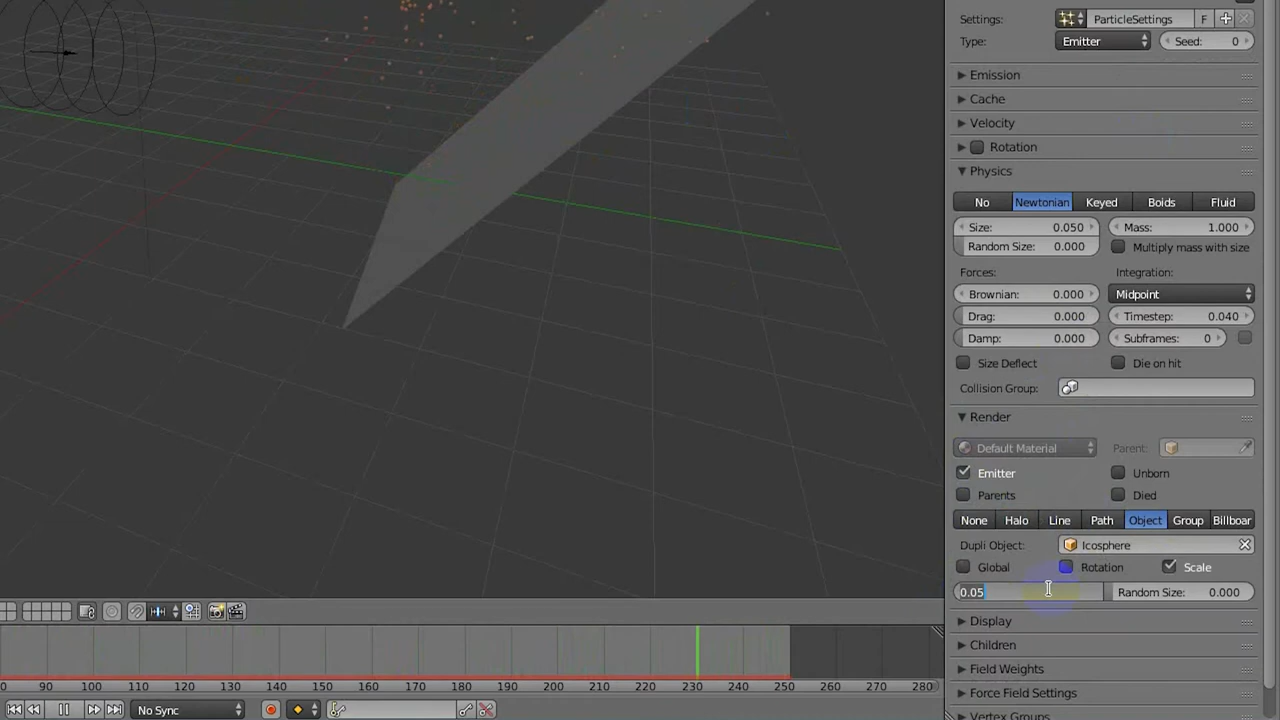 Settings: ParticleSettings F
Type: Emitter Seed: 0
Emission
Cache
Velocity
Rotation
Physics
No Newtonian Keyed Boids Fluid
Size: 0.050 Mass: 1.000
Random Size: 0.000 Multiply mass with size
Forces: Integration:
Brownian: 0.000 Midpoint
Drag: 0.000 Timestep: 0.040
Damp: 0.000 Subframes: 0
Size Deflect Die on hit
Collision Group:
Render
Default Material Parent:
Emitter Unborn
Parents Died
None Halo Line Path Object Group Billboar
Dupli Object: Icosphere
Global Rotation Scale
0.05 Random Size: 0.000
Display
Children
Field Weights
Force Field Settings
Vertex Groups
0 90 100 110 120 130 140 150 160 170 180 190 200 210 220 230 240 250 260 270 280
No Sync